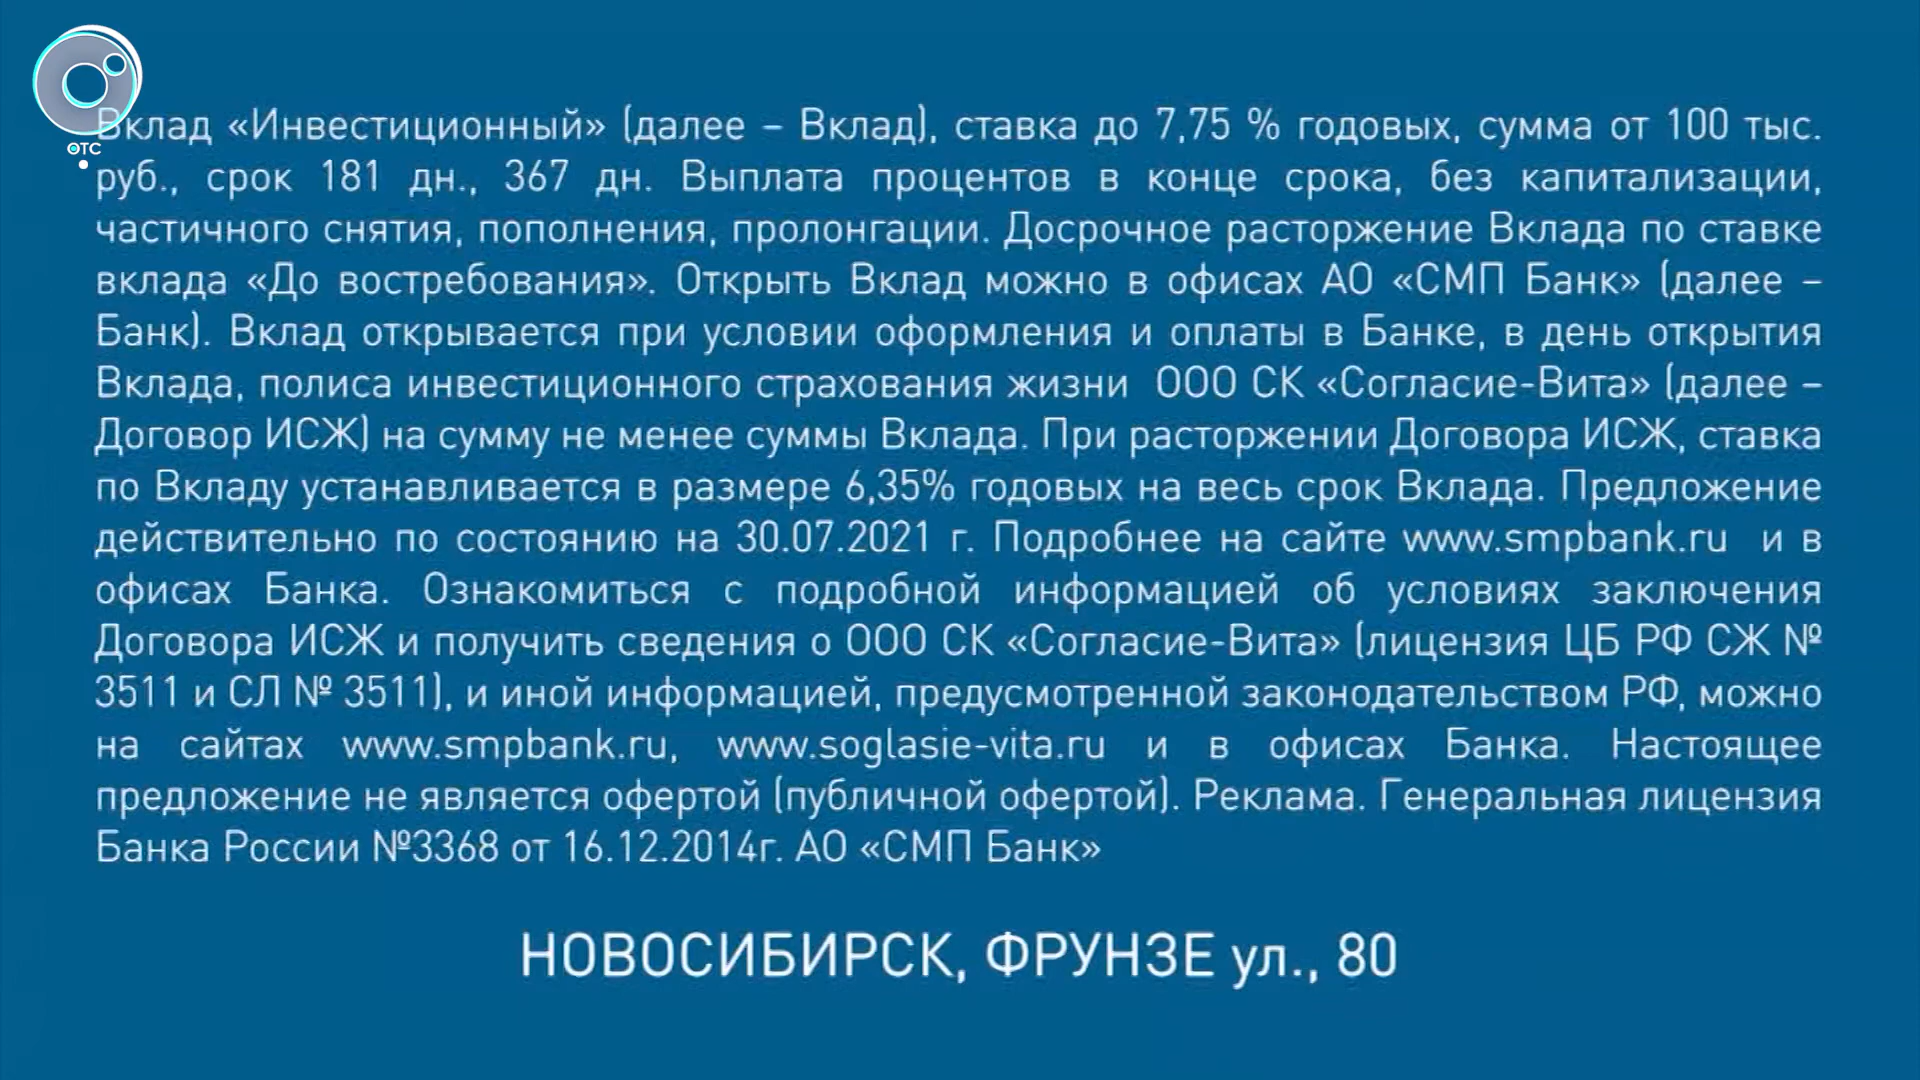 ОТС
Вклад «Инвестиционный» (далее – Вклад), ставка до 7,75 % годовых, сумма от 100 тыс.
руб., срок 181 дн., 367 дн. Выплата процентов в конце срока, без капитализации,
частичного снятия, пополнения, пролонгации. Досрочное расторжение Вклада по ставке
вклада «До востребования». Открыть Вклад можно в офисах АО «СМП Банк» (далее –
Банк). Вклад открывается при условии оформления и оплаты в Банке, в день открытия
Вклада, полиса инвестиционного страхования жизни ООО СК «Согласие-Вита» (далее –
Договор ИСЖ) на сумму не менее суммы Вклада. При расторжении Договора ИСЖ, ставка
по Вкладу устанавливается в размере 6,35% годовых на весь срок Вклада. Предложение
действительно по состоянию на 30.07.2021 г. Подробнее на сайте www.smpbank.ru и в
офисах Банка. Ознакомиться с подробной информацией об условиях заключения
Договора ИСЖ и получить сведения о ООО СК «Согласие-Вита» (лицензия ЦБ РФ СЖ №
3511 и СЛ № 3511), и иной информацией, предусмотренной законодательством РФ, можно
на сайтах www.smpbank.ru, www.soglasie-vita.ru и в офисах Банка. Настоящее
предложение не является офертой (публичной офертой). Реклама. Генеральная лицензия
Банка России №3368 от 16.12.2014г. АО «СМП Банк»
НОВОСИБИРСК, ФРУНЗЕ ул., 80